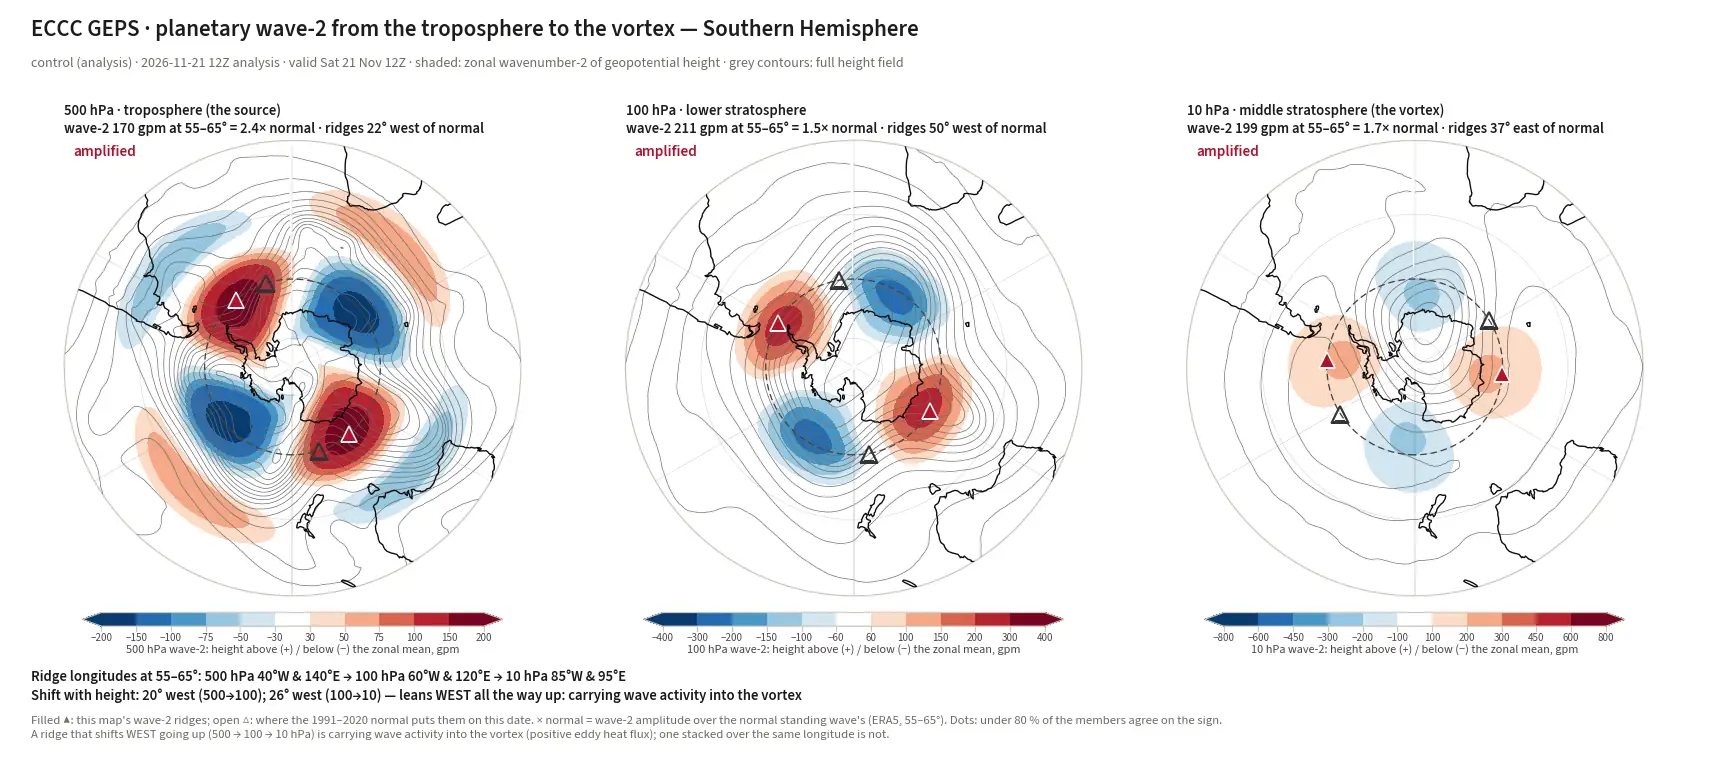 ECCC GEPS · planetary wave-2 from the troposphere to the vortex — Southern Hemisphere
control (analysis) · 2026-11-21 12Z analysis · valid Sat 21 Nov 12Z · shaded: zonal wavenumber-2 of geopotential height · grey contours: full height field
500 hPa · troposphere (the source)
wave-2 170 gpm at 55–65° = 2.4× normal · ridges 22° west of normal
amplified
100 hPa · lower stratosphere
wave-2 211 gpm at 55–65° = 1.5× normal · ridges 50° west of normal
amplified
10 hPa · middle stratosphere (the vortex)
wave-2 199 gpm at 55–65° = 1.7× normal · ridges 37° east of normal
amplified
−200 −150 −100 −75 −50 −30 30 50 75 100 150 200
500 hPa wave-2: height above (+) / below (−) the zonal mean, gpm
−400 −300 −200 −150 −100 −60 60 100 150 200 300 400
100 hPa wave-2: height above (+) / below (−) the zonal mean, gpm
−800 −600 −450 −300 −200 −100 100 200 300 450 600 800
10 hPa wave-2: height above (+) / below (−) the zonal mean, gpm
Ridge longitudes at 55–65°: 500 hPa 40°W & 140°E → 100 hPa 60°W & 120°E → 10 hPa 85°W & 95°E
Shift with height: 20° west (500→100); 26° west (100→10) — leans WEST all the way up: carrying wave activity into the vortex
Filled ▲: this map's wave-2 ridges; open △: where the 1991–2020 normal puts them on this date. × normal = wave-2 amplitude over the normal standing wave's (ERA5, 55–65°). Dots: under 80 % of the members agree on the sign.
A ridge that shifts WEST going up (500 → 100 → 10 hPa) is carrying wave activity into the vortex (positive eddy heat flux); one stacked over the same longitude is not.